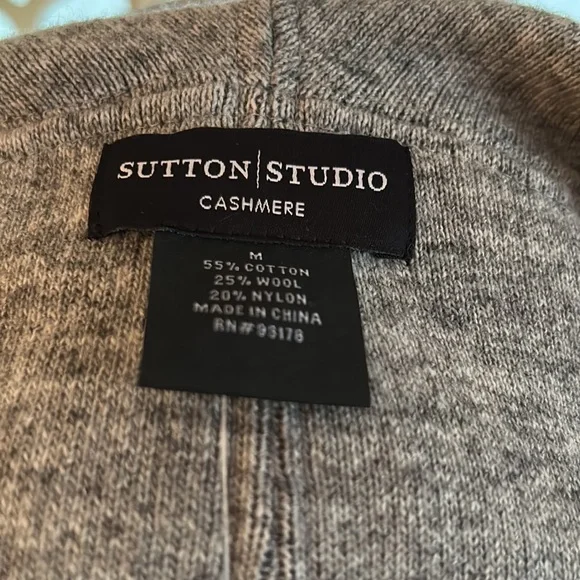 SUTTON|STUDIO
CASHMERE
M
55% COTTON
25% WOOL
20% NYLON
MADE IN CHINA
RN#93178